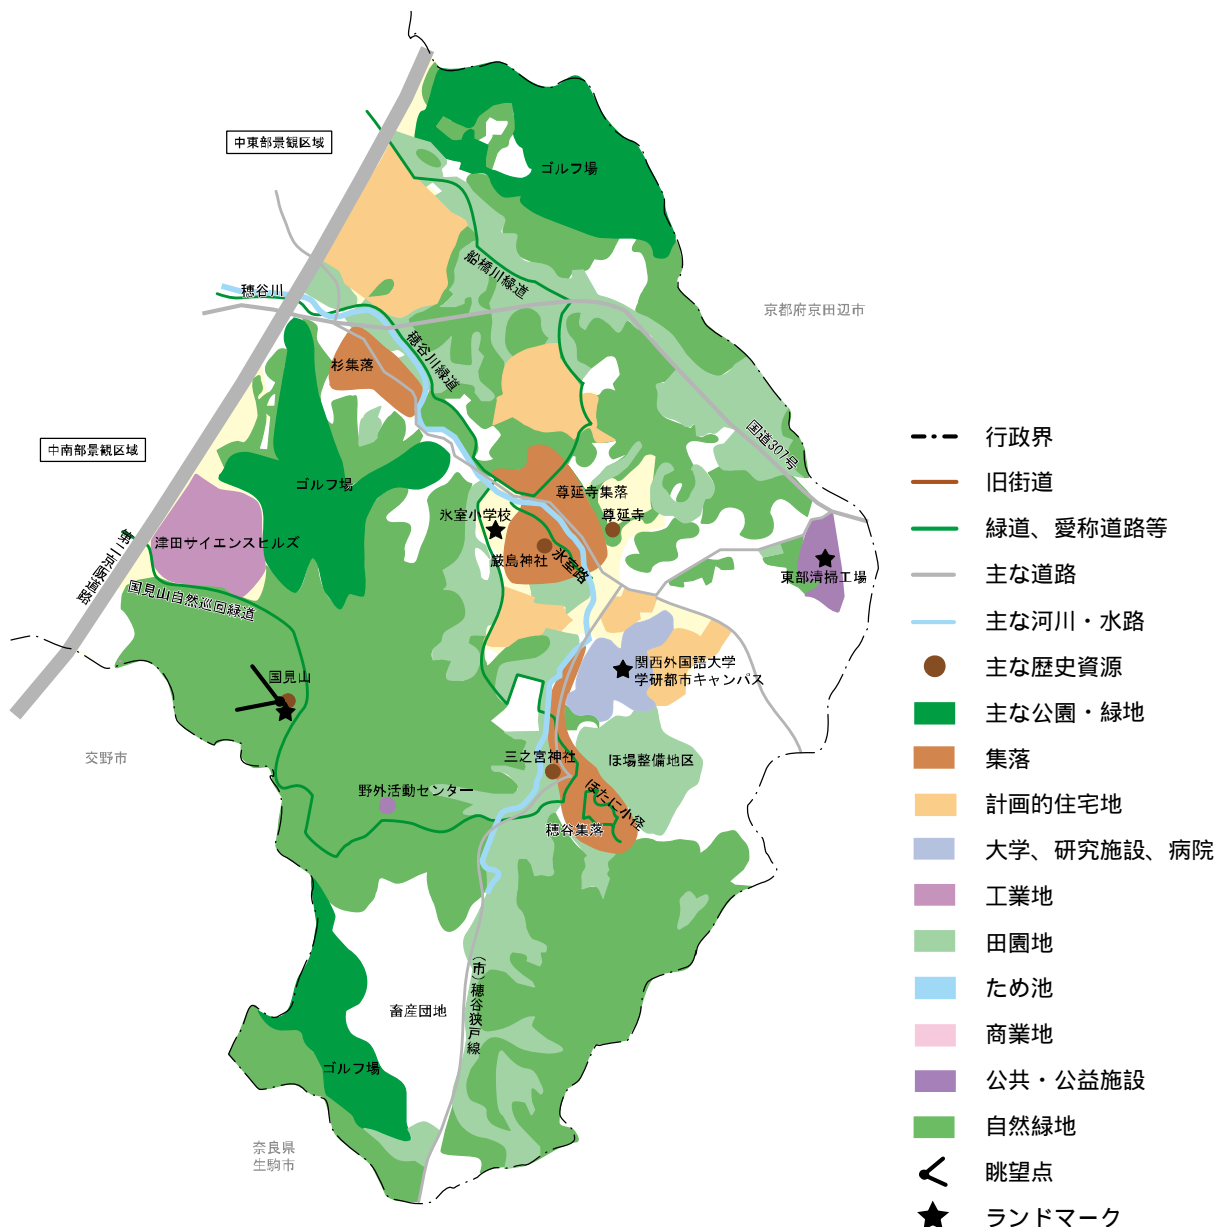 中東部景観区域
ゴルフ場
船橋川緑道
穂谷川
京都府京田辺市
穂谷川緑道
杉集落
国道307号
中南部景観区域
ゴルフ場
尊延寺集落
氷室小学校
尊延寺
第二京阪道路
津田サイエンスヒルズ
厳島神社
氷室路
東部清掃工場
国見山自然巡回緑道
関西外国語大学
学研都市キャンパス
国見山
交野市
三之宮神社
ほ場整備地区
野外活動センター
ほたに小径
穂谷集落
(市)穂谷狭戸線
畜産団地
ゴルフ場
奈良県
生駒市
行政界
旧街道
緑道、愛称道路等
主な道路
主な河川・水路
主な歴史資源
主な公園・緑地
集落
計画的住宅地
大学、研究施設、病院
工業地
田園地
ため池
商業地
公共・公益施設
自然緑地
眺望点
ランドマーク